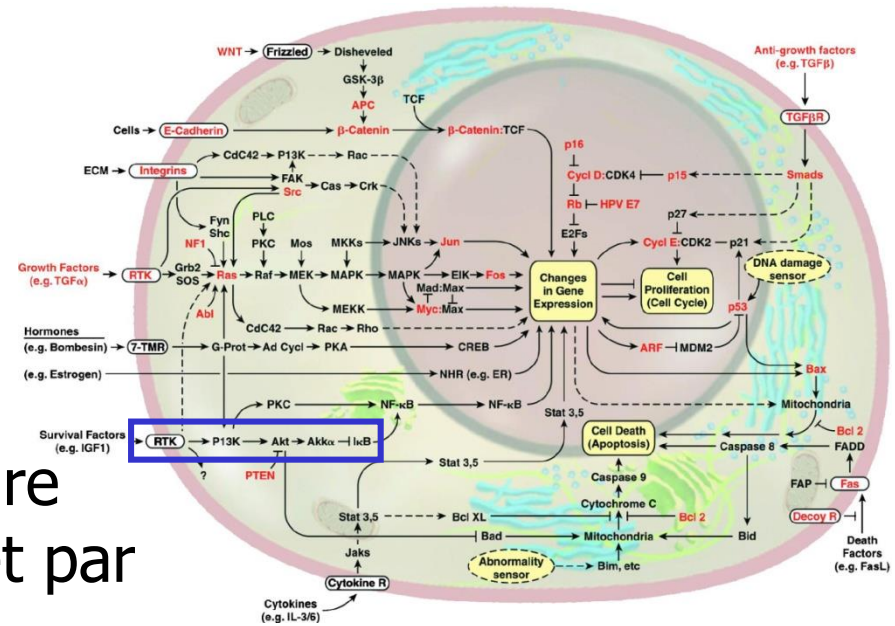 WNT Frizzled Disheveled
GSK-3β
APC
TCF
Cells E-Cadherin β-Catenin β-Catenin:TCF
Anti-growth factors
(e.g. TGFβ)
TGFβR
ECM Integrins CdC42 P13K Rac
FAK
Src Cas Crk
p16
Cycl D:CDK4 p15 Smads
Rb HPV E7
E2Fs
p27
Cycl E:CDK2 p21
Fyn
Shc
PLC
NF1
PKC Mos MKKs JNKs Jun
Growth Factors
(e.g. TGFα)
RTK Grb2
SOS
Ras Raf MEK MAPK MAPK ElK Fos
Mad:Max
MEKK Myc:Max
Abl
CdC42 Rac Rho
Changes
in Gene
Expression
Cell
Proliferation
(Cell Cycle)
DNA damage
sensor
p53
ARF MDM2
Hormones
(e.g. Bombesin) 7-TMR G-Prot Ad Cycl PKA CREB
(e.g. Estrogen) NHR (e.g. ER)
Bax
Mitochondria
PKC NF-κB NF-κB
Stat 3,5
Survival Factors
(e.g. IGF1)
RTK P13K Akt Akkα IκB
?
PTEN
Cell Death
(Apoptosis)
Bcl 2
Caspase 8 FADD
Stat 3,5
Caspase 9
FAP Fas
Cytochrome C
Stat 3,5 Bcl XL Bcl 2
Decoy R
Bad Mitochondria Bid
Death
Factors
(e.g. FasL)
Jaks
Abnormality
sensor
Bim, etc
Cytokine R
Cytokines
(e.g. IL-3/6)
re
t par